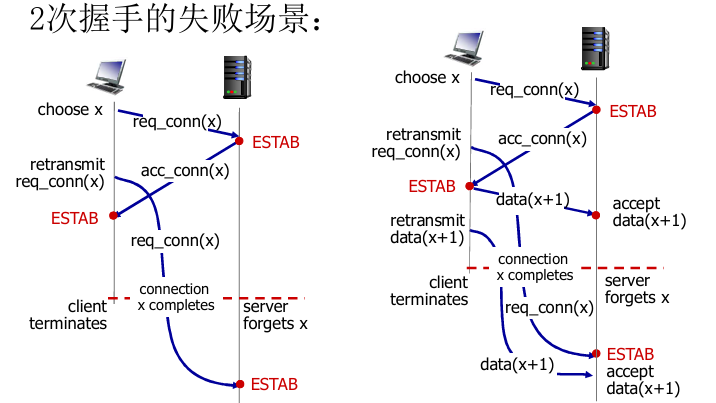 2次握手的失败场景：
choose x
req_conn(x)
ESTAB
retransmit
req_conn(x)
acc_conn(x)
ESTAB
req_conn(x)
connection
x completes
client
terminates
server
forgets x
ESTAB
choose x
req_conn(x)
ESTAB
retransmit
req_conn(x)
acc_conn(x)
ESTAB
data(x+1)
accept
data(x+1)
retransmit
data(x+1)
connection
x completes
client
terminates
server
forgets x
req_conn(x)
ESTAB
data(x+1)
accept
data(x+1)